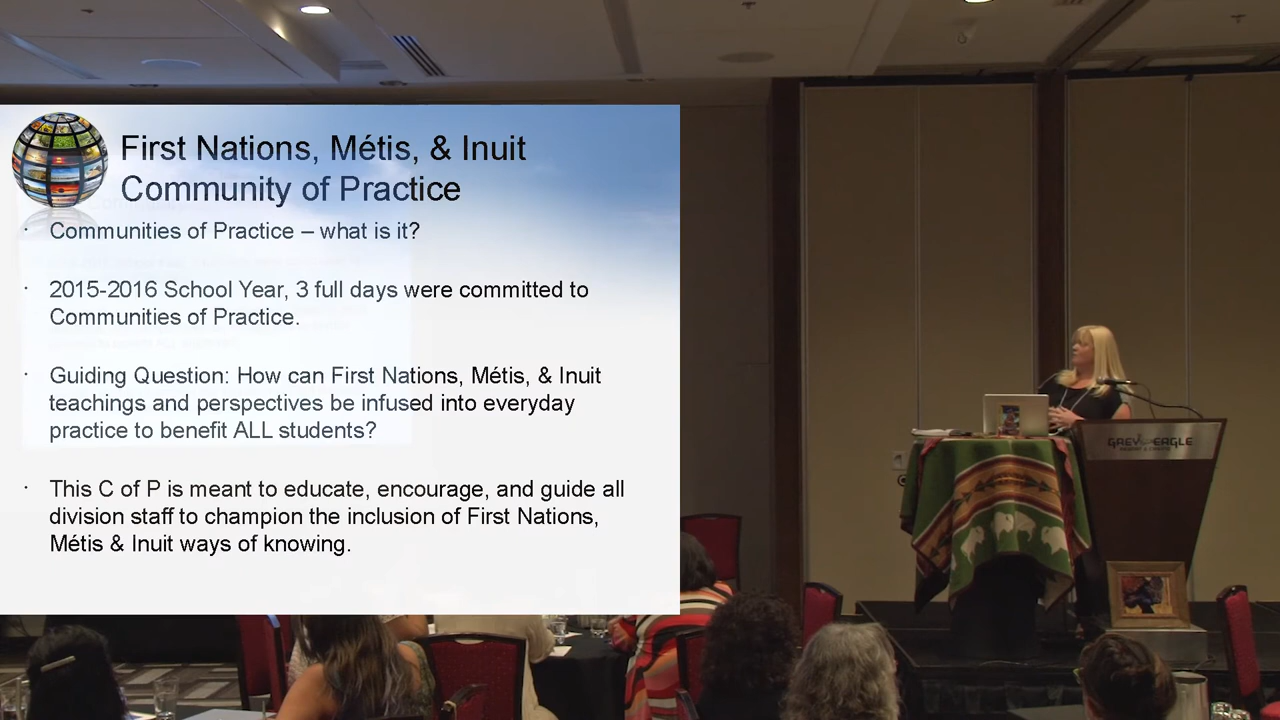 First Nations, Métis, & Inuit
Community of Practice
· Communities of Practice – what is it?
· 2015-2016 School Year, 3 full days were committed to
Communities of Practice.
· Guiding Question: How can First Nations, Métis, & Inuit
teachings and perspectives be infused into everyday
practice to benefit ALL students?
· This C of P is meant to educate, encourage, and guide all
division staff to champion the inclusion of First Nations,
Métis & Inuit ways of knowing.
GREY EAGLE